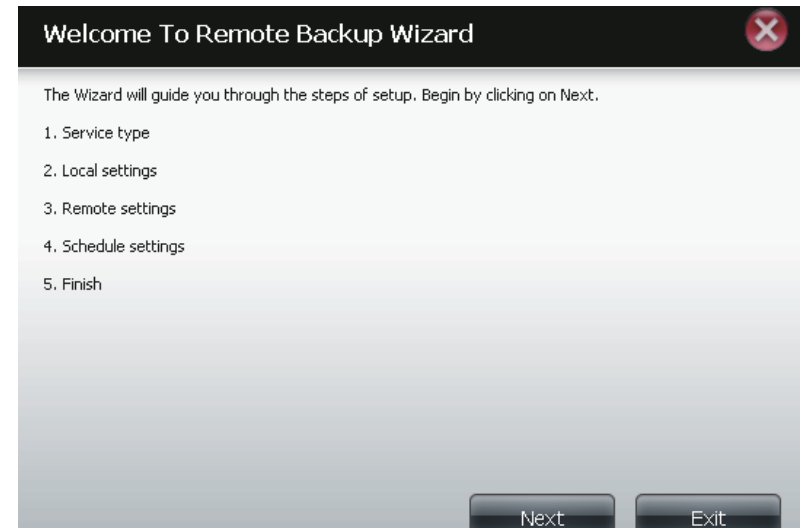 Welcome To Remote Backup Wizard
The Wizard will guide you through the steps of setup. Begin by clicking on Next.
1. Service type
2. Local settings
3. Remote settings
4. Schedule settings
5. Finish
Next
Exit